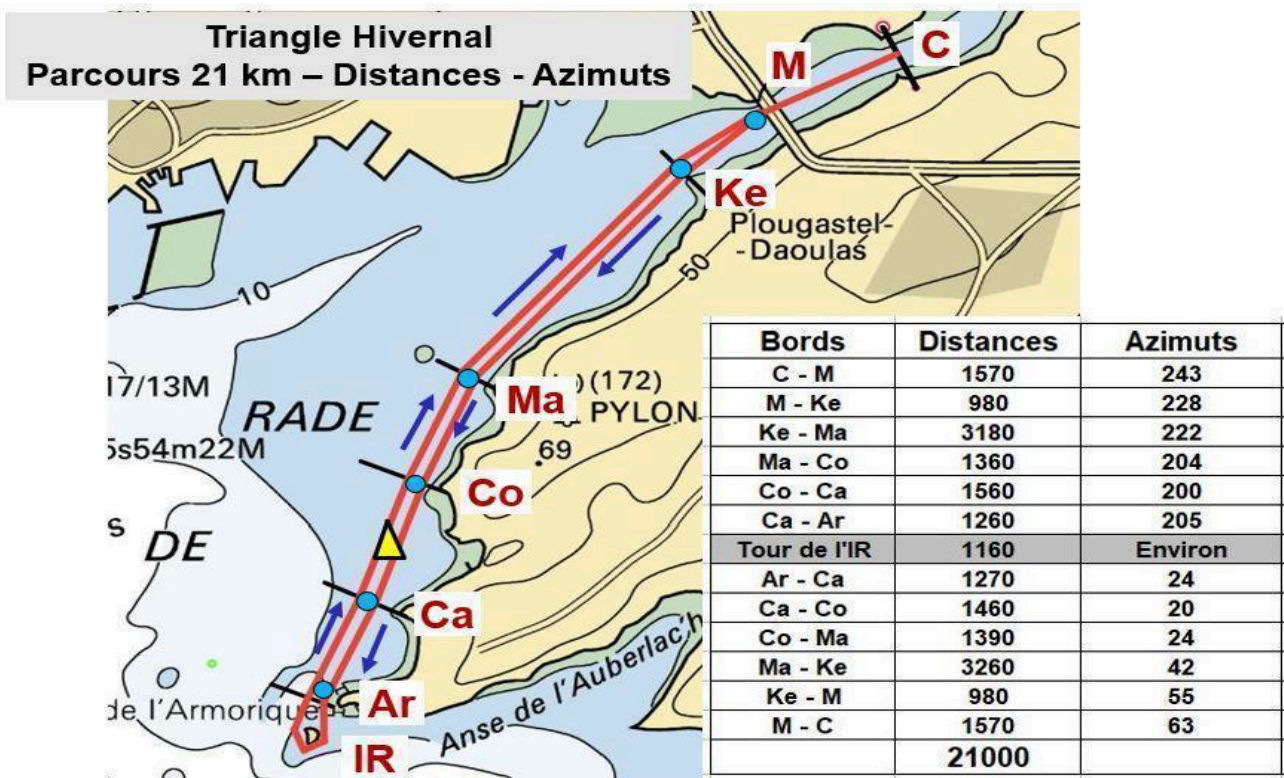 Triangle Hivernal
Parcours 21 km – Distances - Azimuts
C
M
Ke
Plougastel-
-Daoulas
50
10
17/13M
RADE
5s54m22M
Ma
(172)
PYLON
69
Co
S
DE
Ca
Ar
de l'Armorique
D
IR
Anse de l'Auberlac'h
Bords Distances Azimuts
C - M 1570 243
M - Ke 980 228
Ke - Ma 3180 222
Ma - Co 1360 204
Co - Ca 1560 200
Ca - Ar 1260 205
Tour de l'IR 1160 Environ
Ar - Ca 1270 24
Ca - Co 1460 20
Co - Ma 1390 24
Ma - Ke 3260 42
Ke - M 980 55
M - C 1570 63
21000